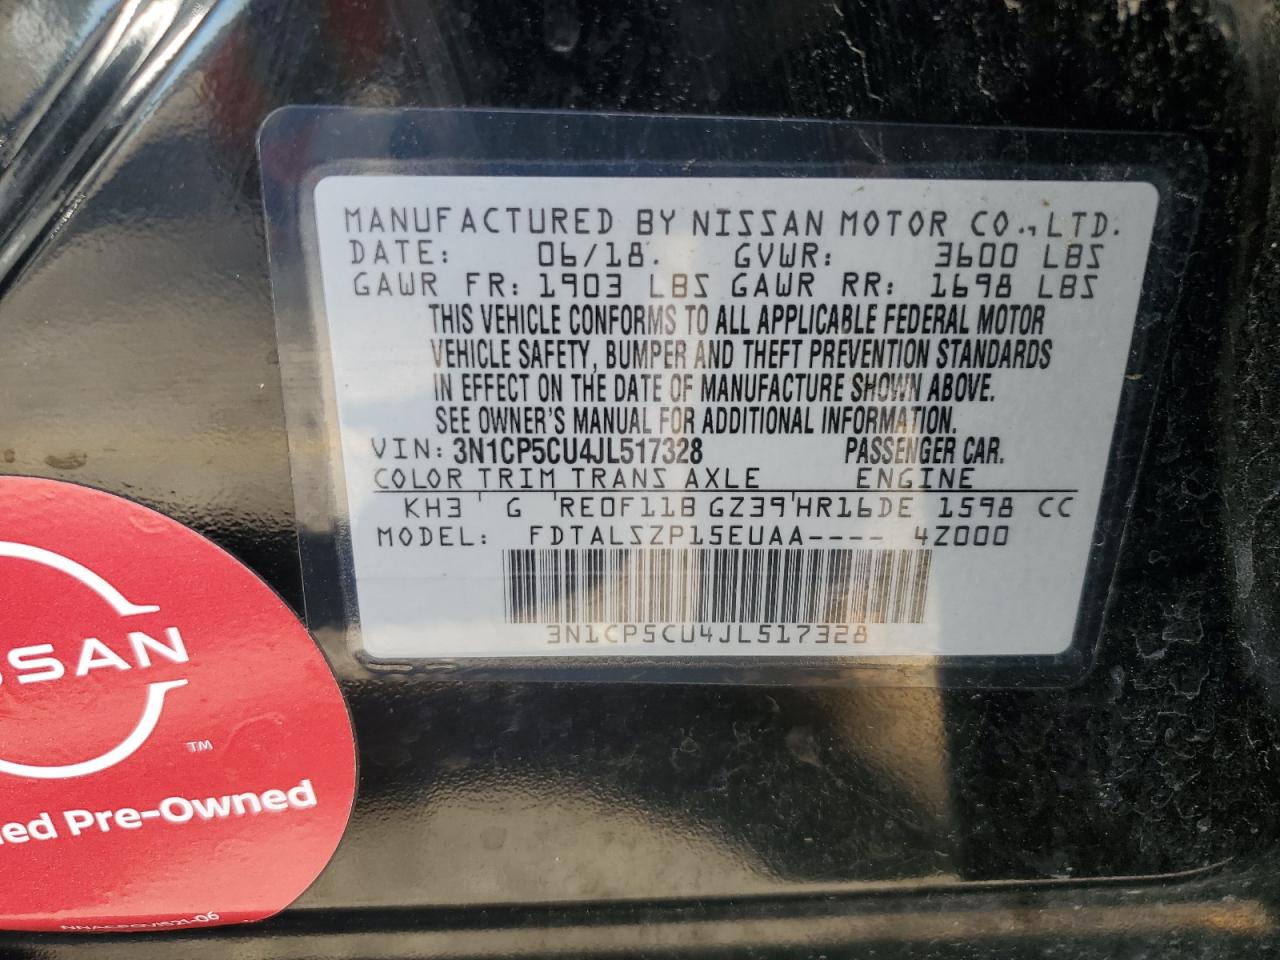 MANUFACTURED BY NISSAN MOTOR CO., LTD.
DATE: 06/18. GVWR: 3600 LBS
GAWR FR: 1903 LBS GAWR RR: 1698 LBS
THIS VEHICLE CONFORMS TO ALL APPLICABLE FEDERAL MOTOR
VEHICLE SAFETY, BUMPER AND THEFT PREVENTION STANDARDS
IN EFFECT ON THE DATE OF MANUFACTURE SHOWN ABOVE.
SEE OWNER'S MANUAL FOR ADDITIONAL INFORMATION.
VIN: 3N1CP5CU4JL517328 PASSENGER CAR.
COLOR TRIM TRANS AXLE ENGINE
KH3 G RE0F11B GZ39 HR16DE 1598 CC
MODEL: FDTALSZP15EUAA---- 4Z000
3N1CP5CU4JL517328
SSAN
TM
ed Pre-Owned